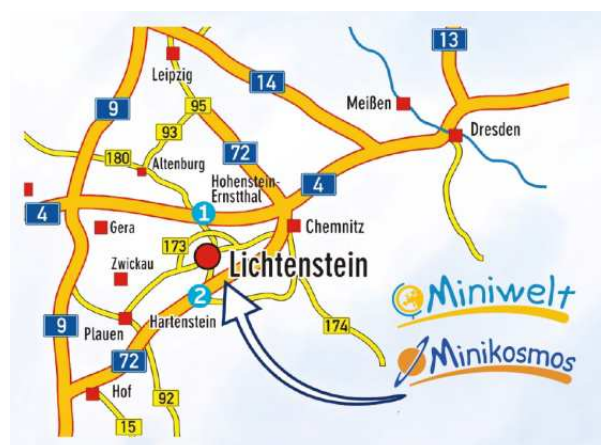 13
Leipzig
14
9
95
Meißen
93
Dresden
180
72
Altenburg
Hohenstein-
Ernstthal
4
4
1
Gera
Chemnitz
173
Zwickau
Lichtenstein
2
Miniwelt
Hartenstein
9
Plauen
174
Minikosmos
72
Hof
92
15